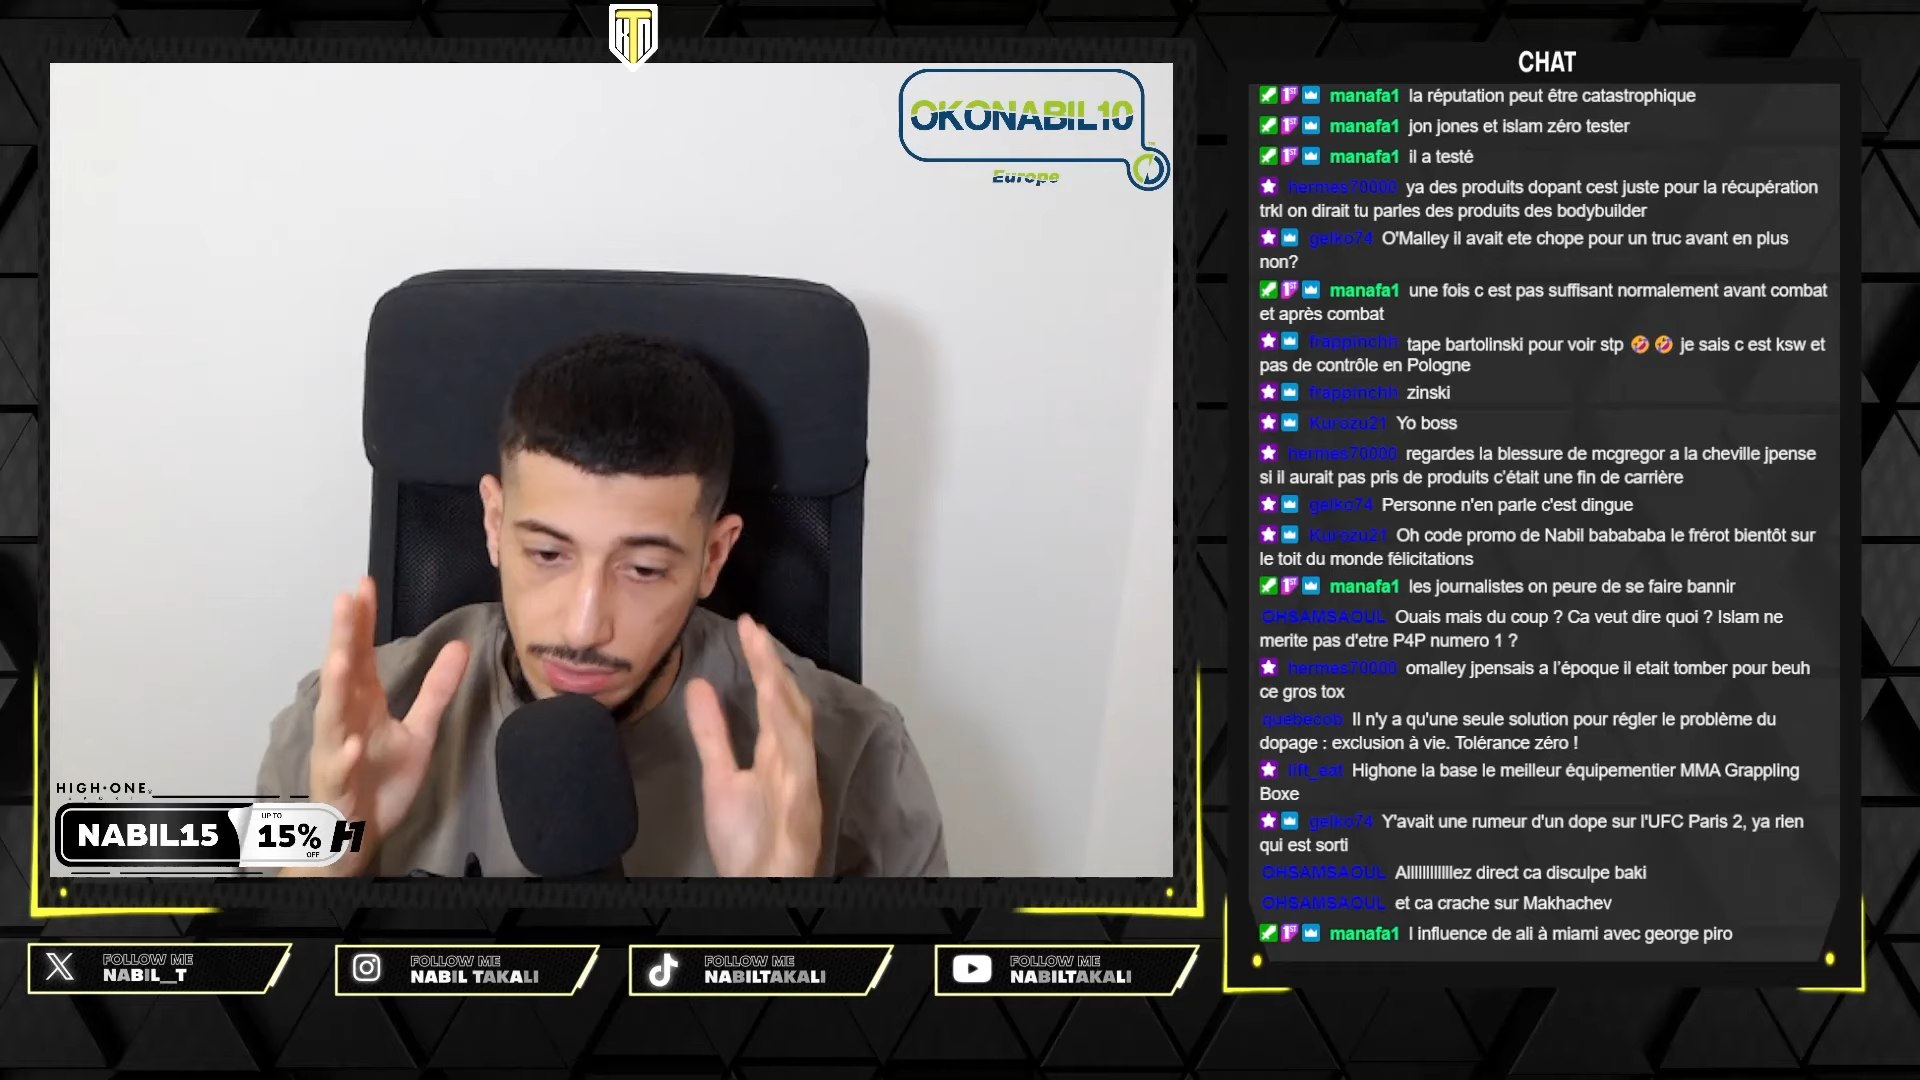 OKONABIL10
Europe
HIGH·ONE
SPORT
NABIL15
UP TO
15%
OFF
FOLLOW ME
NABIL__T
FOLLOW ME
NABIL TAKALI
FOLLOW ME
NABILTAKALI
FOLLOW ME
NABILTAKALI
CHAT
manafa1 la réputation peut être catastrophique
manafa1 jon jones et islam zéro tester
manafa1 il a testé
hermes70000 ya des produits dopant cest juste pour la récupération
trkl on dirait tu parles des produits des bodybuilder
gelko74 O'Malley il avait ete chope pour un truc avant en plus
non?
manafa1 une fois c est pas suffisant normalement avant combat
et après combat
frappinchh tape bartolinski pour voir stp 🤣 🤣 je sais c est ksw et
pas de contrôle en Pologne
frappinchh zinski
Kurozu21 Yo boss
hermes70000 regardes la blessure de mcgregor a la cheville jpense
si il aurait pas pris de produits c'était une fin de carrière
gelko74 Personne n'en parle c'est dingue
Kurozu21 Oh code promo de Nabil babababa le frérot bientôt sur
le toit du monde félicitations
manafa1 les journalistes on peure de se faire bannir
OHSAMSAOUL Ouais mais du coup ? Ca veut dire quoi ? Islam ne
merite pas d'etre P4P numero 1 ?
hermes70000 omalley jpensais a l'époque il etait tomber pour beuh
ce gros tox
quebecob Il n'y a qu'une seule solution pour régler le problème du
dopage : exclusion à vie. Tolérance zéro !
lift_eat Highone la base le meilleur équipementier MMA Grappling
Boxe
gelko74 Y'avait une rumeur d'un dope sur l'UFC Paris 2, ya rien
qui est sorti
OHSAMSAOUL Alllllllllllllez direct ca disculpe baki
OHSAMSAOUL et ca crache sur Makhachev
manafa1 l influence de ali à miami avec george piro